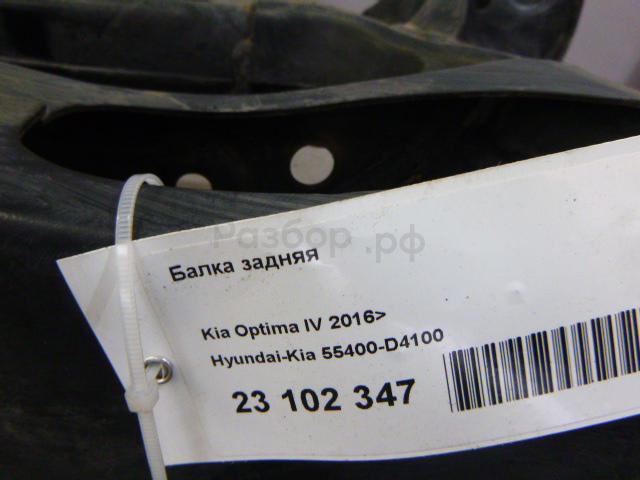 Разбор.рф
Балка задняя
Kia Optima IV 2016>
Hyundai-Kia 55400-D4100
23 102 347